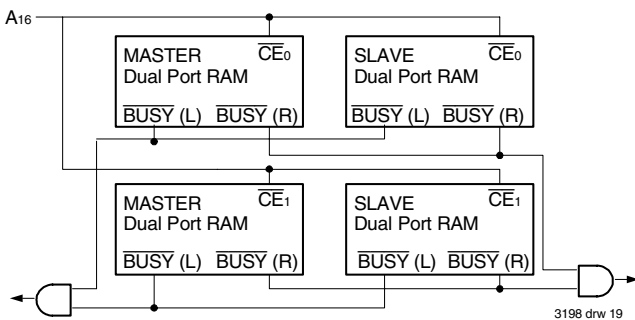 A16
MASTER CE0 SLAVE CE0
Dual Port RAM Dual Port RAM
BUSY (L) BUSY (R) BUSY (L) BUSY (R)
MASTER CE1 SLAVE CE1
Dual Port RAM Dual Port RAM
BUSY (L) BUSY (R) BUSY (L) BUSY (R)
3198 drw 19